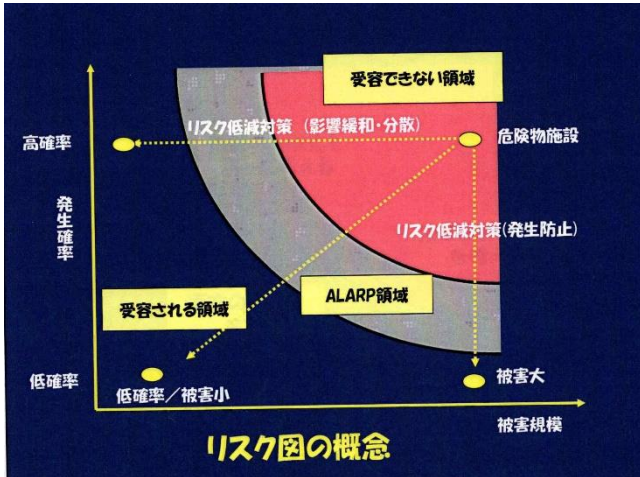 受容できない領域
リスク低減対策（影響緩和・分散）
高確率
危険物施設
発生確率
リスク低減対策(発生防止)
ALARP領域
受容される領域
低確率
低確率／被害小
被害大
被害規模
リスク図の概念